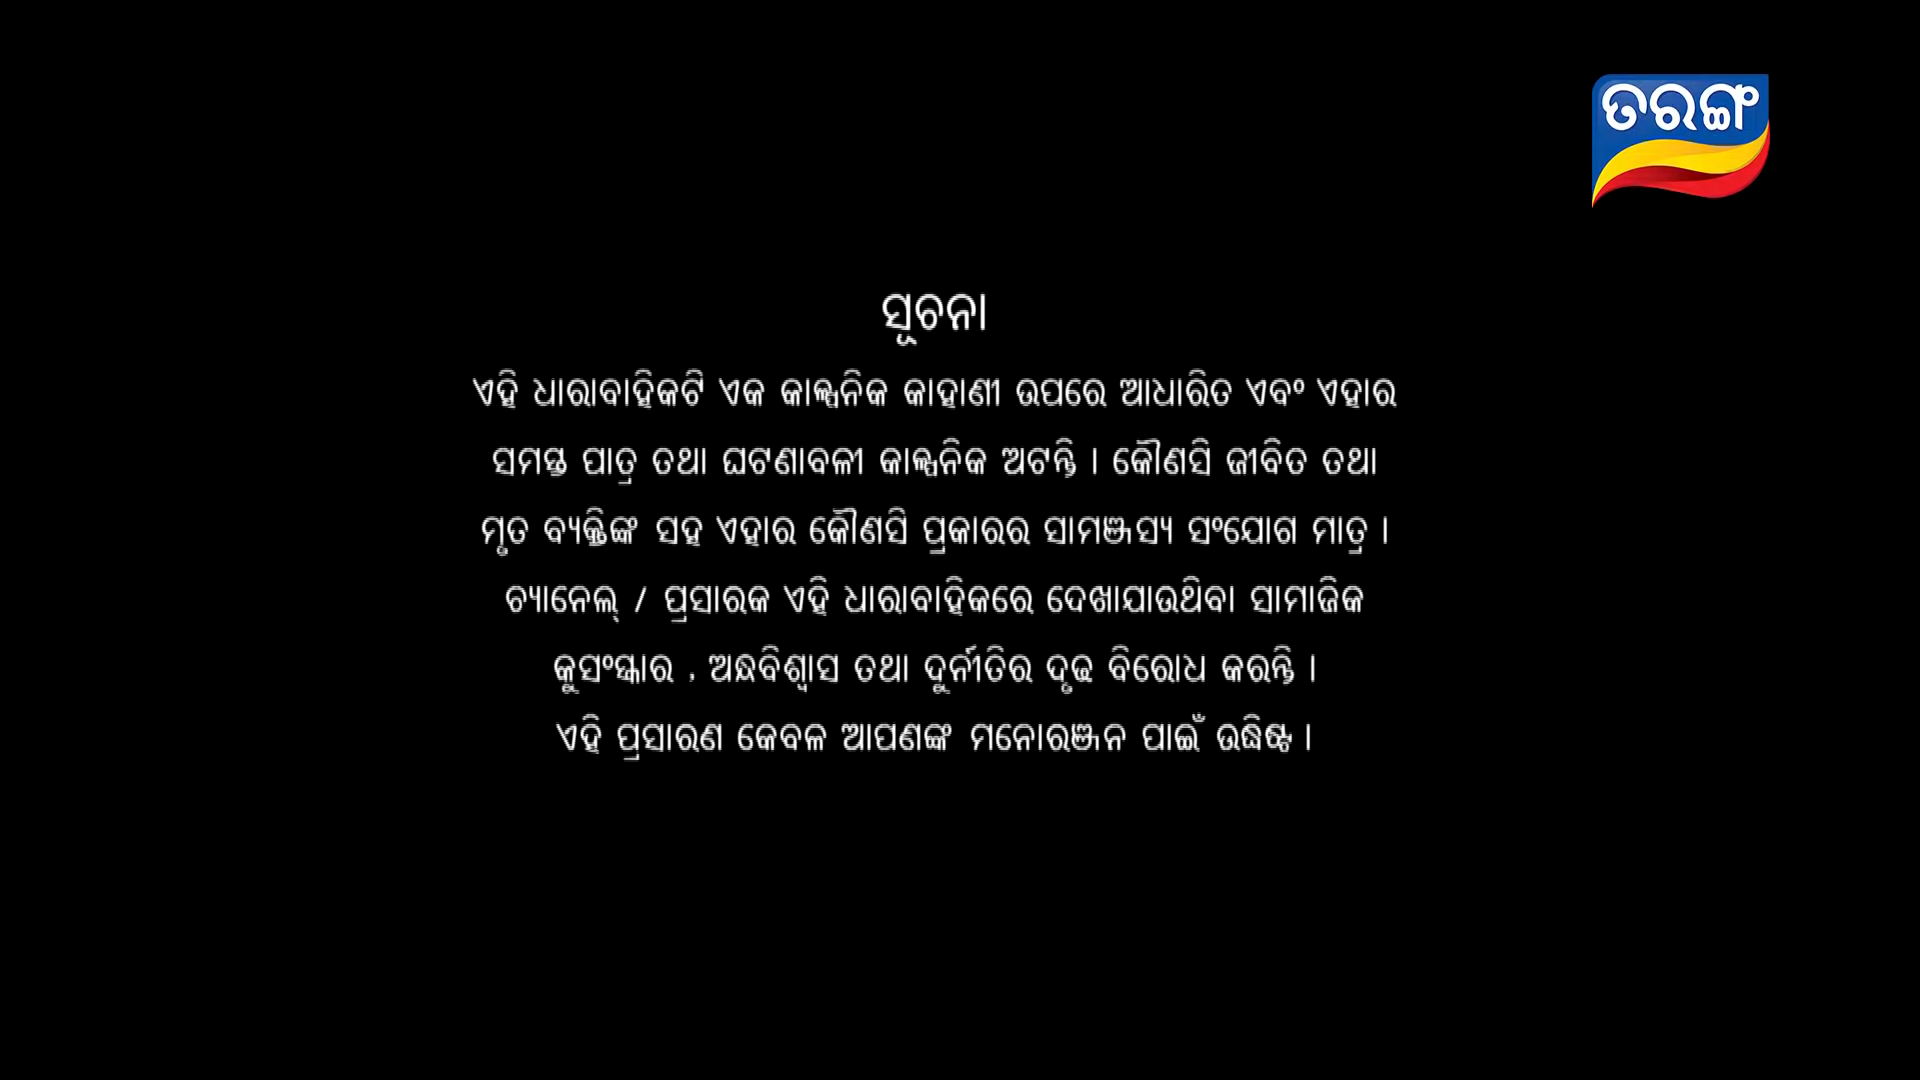 ତରଙ୍ଗ
ସୂଚନା
ଏହି ଧାରାବାହିକଟି ଏକ କାଳ୍ପନିକ କାହାଣୀ ଉପରେ ଆଧାରିତ ଏବଂ ଏହାର
ସମସ୍ତ ପାତ୍ର ତଥା ଘଟଣାବଳୀ କାଳ୍ପନିକ ଅଟନ୍ତି । କୌଣସି ଜୀବିତ ତଥା
ମୃତ ବ୍ୟକ୍ତିଙ୍କ ସହ ଏହାର କୌଣସି ପ୍ରକାରର ସାମଞ୍ଜସ୍ୟ ସଂଯୋଗ ମାତ୍ର ।
ଚ୍ୟାନେଲ୍ / ପ୍ରସାରକ ଏହି ଧାରାବାହିକରେ ଦେଖାଯାଉଥିବା ସାମାଜିକ
କୁସଂସ୍କାର , ଅନ୍ଧବିଶ୍ୱାସ ତଥା ଦୁର୍ନୀତିର ଦୃଢ ବିରୋଧ କରନ୍ତି ।
ଏହି ପ୍ରସାରଣ କେବଳ ଆପଣଙ୍କ ମନୋରଞ୍ଜନ ପାଇଁ ଉଦ୍ଧିଷ୍ଟ ।